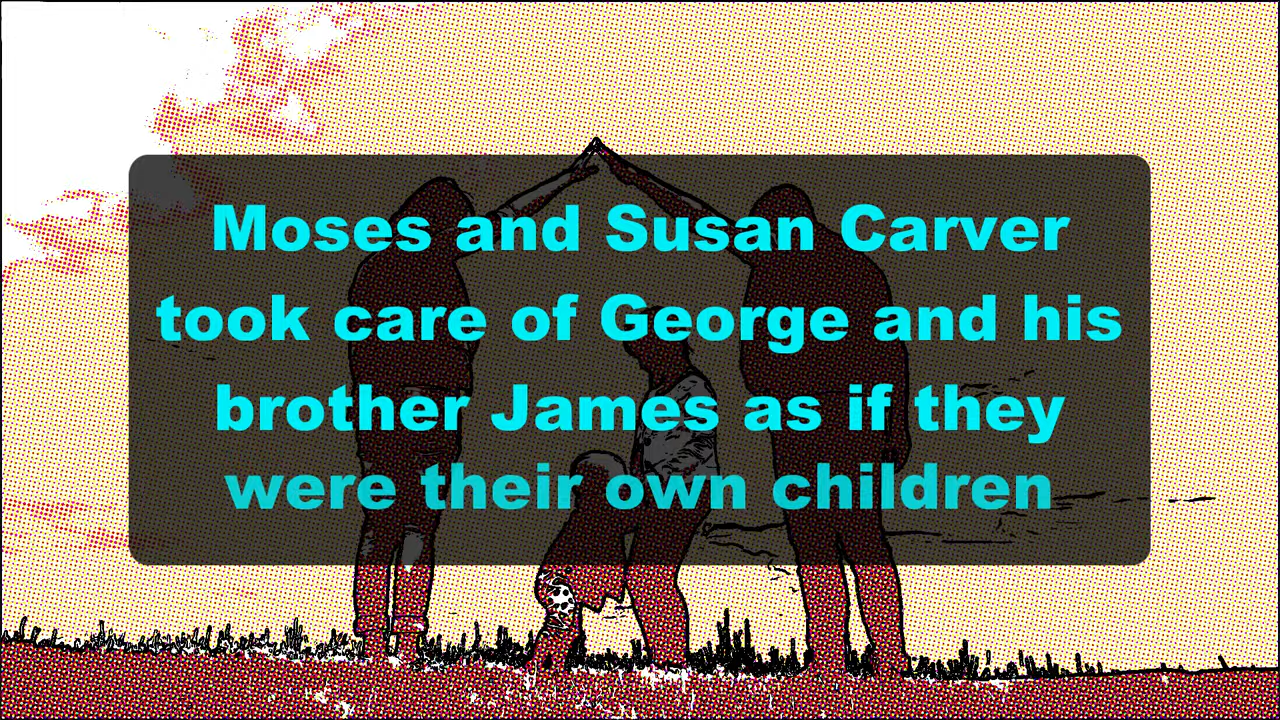 Moses and Susan Carver
took care of George and his
brother James as if they
were their own children